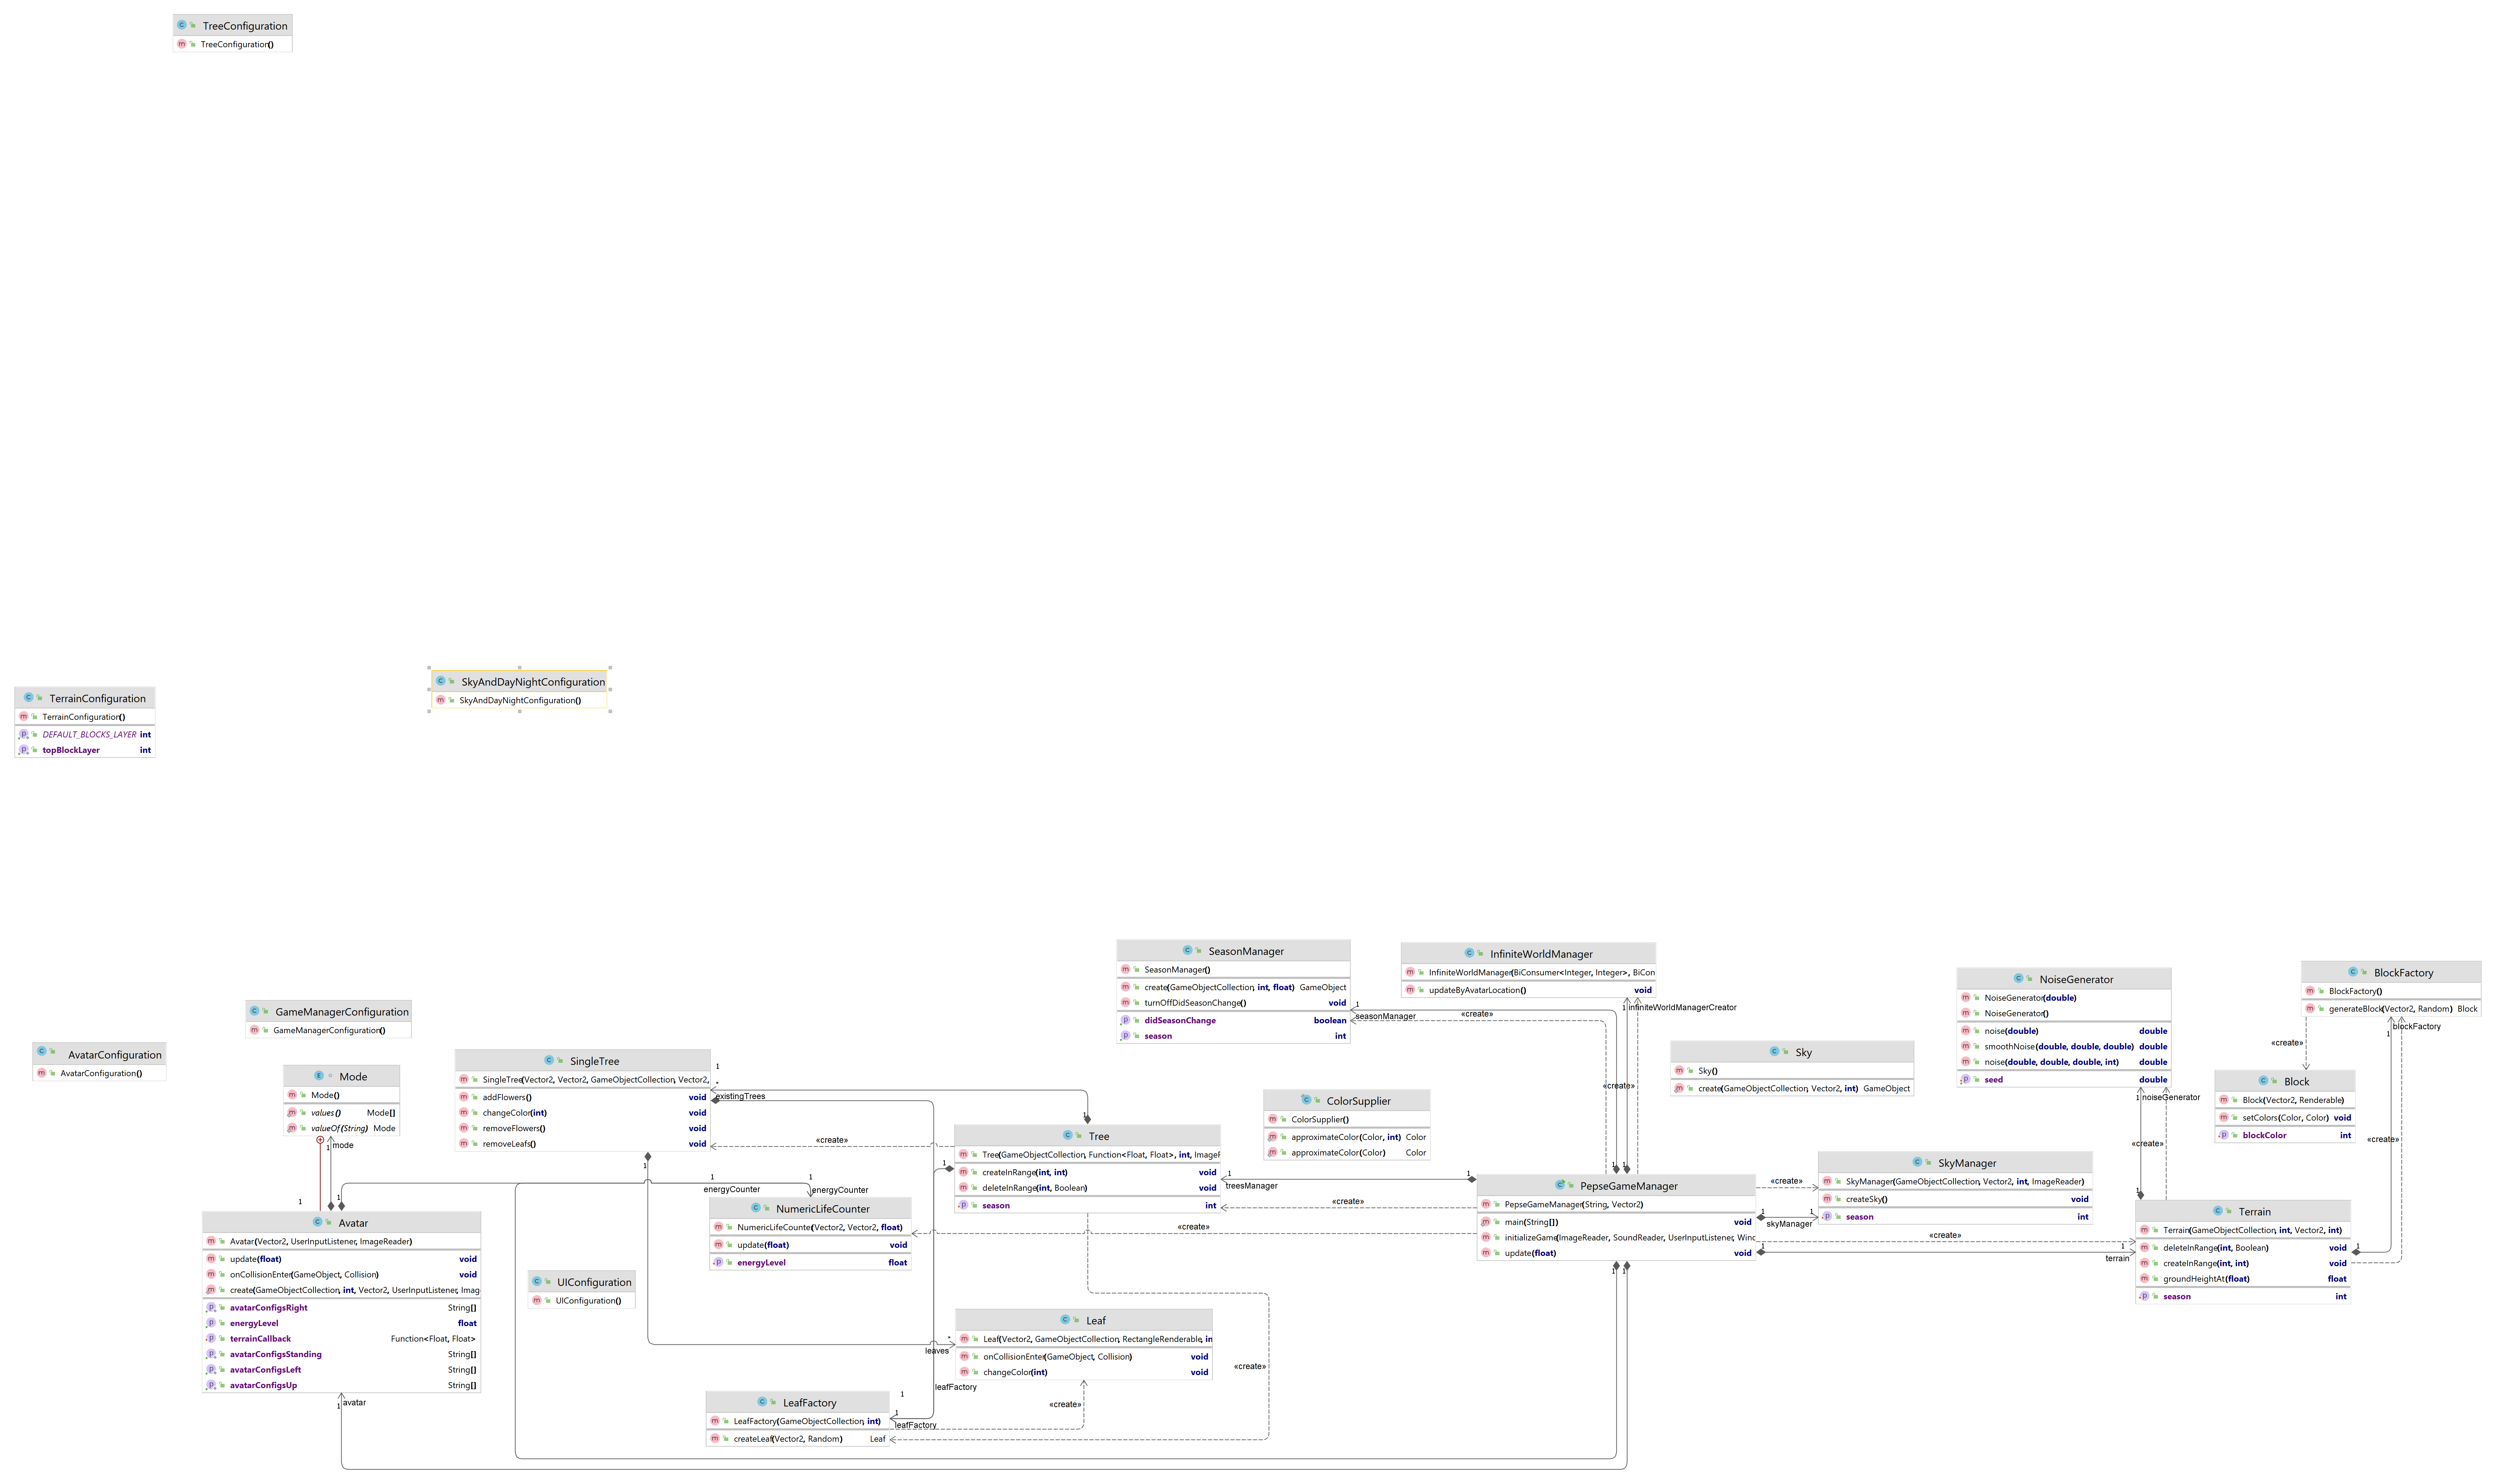 TreeConfiguration
TreeConfiguration()
TerrainConfiguration
TerrainConfiguration()
DEFAULT_BLOCKS_LAYER int
topBlockLayer int
SkyAndDayNightConfiguration
SkyAndDayNightConfiguration()
AvatarConfiguration
AvatarConfiguration()
GameManagerConfiguration
GameManagerConfiguration()
Mode
Mode()
values() Mode[]
valueOf(String) Mode
1
mode
1
1
Avatar
Avatar(Vector2, UserInputListener, ImageReader)
update(float) void
onCollisionEnter(GameObject, Collision) void
create(GameObjectCollection, int, Vector2, UserInputListener, Imag
avatarConfigsRight String[]
energyLevel float
terrainCallback Function<Float, Float>
avatarConfigsStanding String[]
avatarConfigsLeft String[]
avatarConfigsUp String[]
1
avatar
SingleTree
SingleTree(Vector2, Vector2, GameObjectCollection, Vector2,
addFlowers() void
changeColor(int) void
removeFlowers() void
removeLeafs() void
1
*
existingTrees
1
1
1
energyCounter
energyCounter
NumericLifeCounter
NumericLifeCounter(Vector2, Vector2, float)
update(float) void
energyLevel float
UIConfiguration
UIConfiguration()
«create»
1
1
Tree
Tree(GameObjectCollection, Function<Float, Float>, int, ImageR
createInRange(int, int) void
deleteInRange(int, Boolean) void
season int
Leaf
Leaf(Vector2, GameObjectCollection, RectangleRenderable, in
onCollisionEnter(GameObject, Collision) void
changeColor(int) void
*
leaves
leafFactory
1
1
leafFactory
«create»
«create»
LeafFactory
LeafFactory(GameObjectCollection, int)
createLeaf(Vector2, Random) Leaf
SeasonManager
SeasonManager()
create(GameObjectCollection, int, float) GameObject
turnOffDidSeasonChange() void
didSeasonChange boolean
season int
1
seasonManager
«create»
InfiniteWorldManager
InfiniteWorldManager(BiConsumer<Integer, Integer>, BiCon
updateByAvatarLocation() void
1
infiniteWorldManagerCreator
«create»
ColorSupplier
ColorSupplier()
approximateColor(Color, int) Color
approximateColor(Color) Color
1
treesManager
1
«create»
«create»
1
1
PepseGameManager
PepseGameManager(String, Vector2)
main(String[]) void
initializeGame(ImageReader, SoundReader, UserInputListener, Winc
update(float) void
1
1
Sky
Sky()
create(GameObjectCollection, Vector2, int) GameObject
«create»
1
1
skyManager
SkyManager
SkyManager(GameObjectCollection, Vector2, int, ImageReader)
createSky() void
season int
«create»
1
1
terrain
NoiseGenerator
NoiseGenerator(double)
NoiseGenerator()
noise(double) double
smoothNoise(double, double, double) double
noise(double, double, double, int) double
seed double
1
noiseGenerator
«create»
1
Terrain
Terrain(GameObjectCollection, int, Vector2, int)
deleteInRange(int, Boolean) void
createInRange(int, int) void
groundHeightAt(float) float
season int
1
BlockFactory
BlockFactory()
generateBlock(Vector2, Random) Block
1
blockFactory
«create»
«create»
Block
Block(Vector2, Renderable)
setColors(Color, Color) void
blockColor int